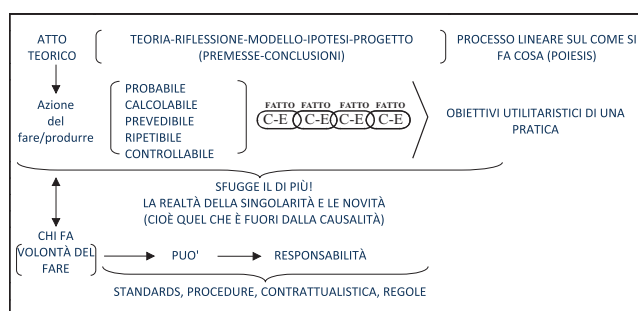 ATTO
TEORICO
TEORIA-RIFLESSIONE-MODELLO-IPOTESI-PROGETTO
(PREMESSE-CONCLUSIONI)
PROCESSO LINEARE SUL COME SI
FA COSA (POIESIS)
Azione
del
fare/produrre
PROBABILE
CALCOLABILE
PREVEDIBILE
RIPETIBILE
CONTROLLABILE
FATTO FATTO FATTO FATTO
C-E C-E C-E C-E
OBIETTIVI UTILITARISTICI DI UNA
PRATICA
SFUGGE IL DI PIÙ!
LA REALTÀ DELLA SINGOLARITÀ E LE NOVITÀ
(CIOÈ QUEL CHE È FUORI DALLA CAUSALITÀ)
CHI FA
VOLONTÀ DEL
FARE
PUO'
RESPONSABILITÀ
STANDARDS, PROCEDURE, CONTRATTUALISTICA, REGOLE